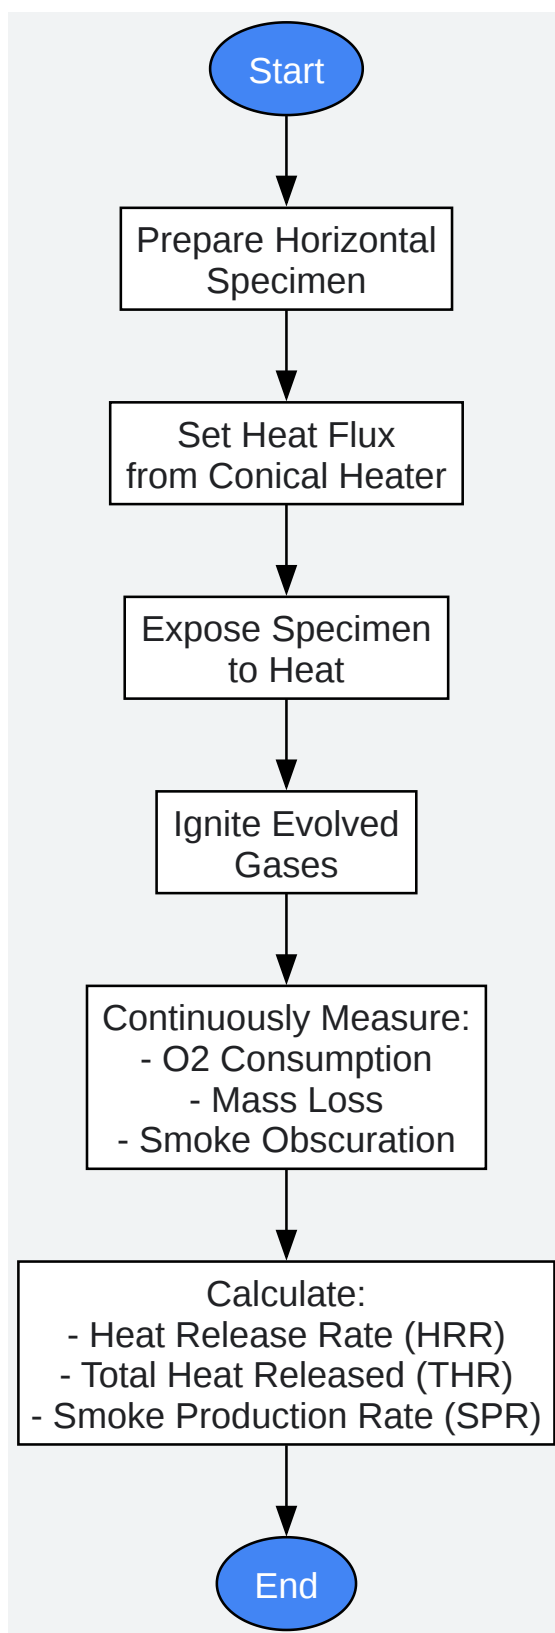 Start
Prepare Horizontal
Specimen
Set Heat Flux
from Conical Heater
Expose Specimen
to Heat
Ignite Evolved
Gases
Continuously Measure:
- O2 Consumption
- Mass Loss
- Smoke Obscuration
Calculate:
- Heat Release Rate (HRR)
- Total Heat Released (THR)
- Smoke Production Rate (SPR)
End